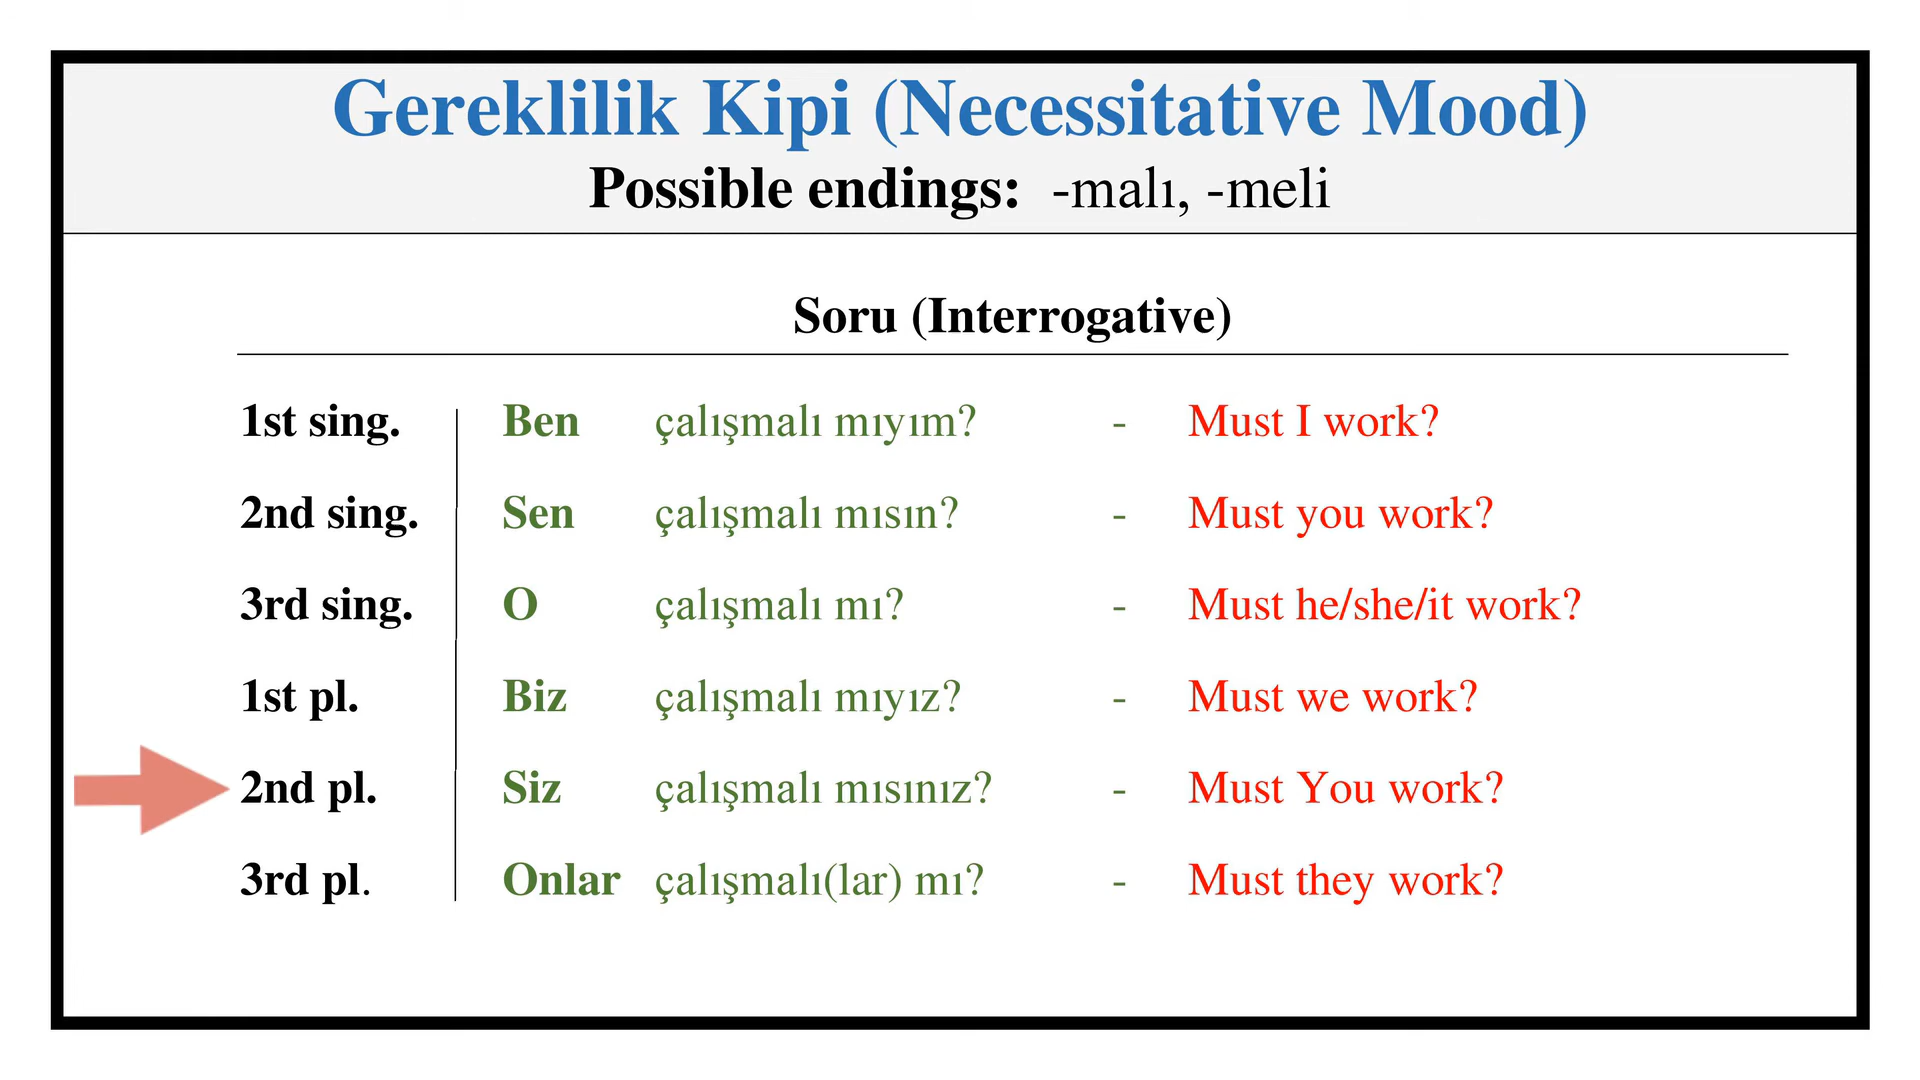 Gereklilik Kipi (Necessitative Mood)
Possible endings: -malı, -meli
Soru (Interrogative)
1st sing. Ben çalışmalı mıyım? - Must I work?
2nd sing. Sen çalışmalı mısın? - Must you work?
3rd sing. O çalışmalı mı? - Must he/she/it work?
1st pl. Biz çalışmalı mıyız? - Must we work?
2nd pl. Siz çalışmalı mısınız? - Must You work?
3rd pl. Onlar çalışmalı(lar) mı? - Must they work?